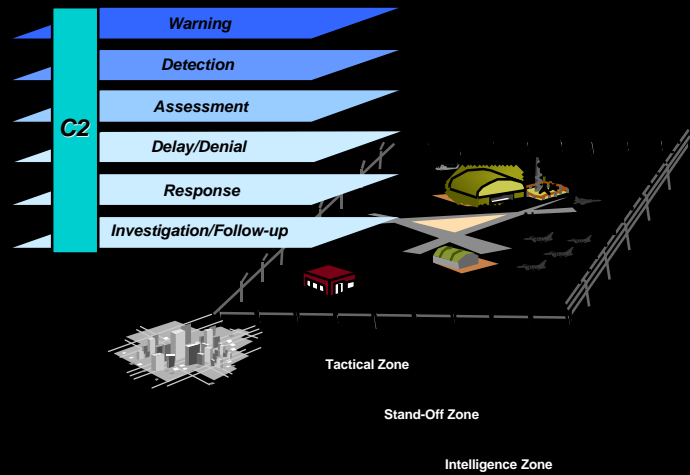 Warning
Detection
Assessment
C2
Delay/Denial
Response
Investigation/Follow-up
Tactical Zone
Stand-Off Zone
Intelligence Zone